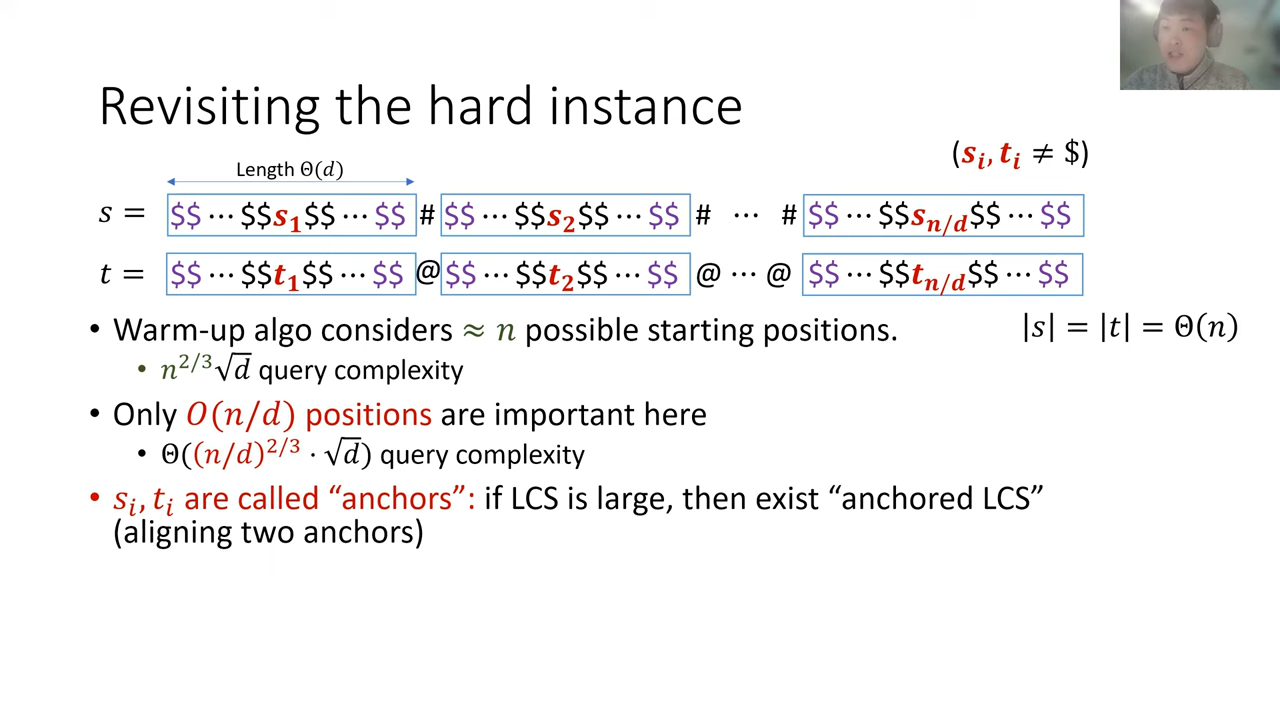 Revisiting the hard instance
(sᵢ, tᵢ ≠ $)
Length Θ(d)
s = $$ ⋯ $$s₁$$ ⋯ $$ # $$ ⋯ $$s₂$$ ⋯ $$ # ⋯ # $$ ⋯ $$sₙ/d$$ ⋯ $$
t = $$ ⋯ $$t₁$$ ⋯ $$ @ $$ ⋯ $$t₂$$ ⋯ $$ @ ⋯ @ $$ ⋯ $$tₙ/d$$ ⋯ $$
• Warm-up algo considers ≈ n possible starting positions.
|s| = |t| = Θ(n)
• n^{2/3}√d query complexity
• Only O(n/d) positions are important here
• Θ((n/d)^{2/3} · √d) query complexity
• sᵢ, tᵢ are called “anchors”: if LCS is large, then exist “anchored LCS”
(aligning two anchors)